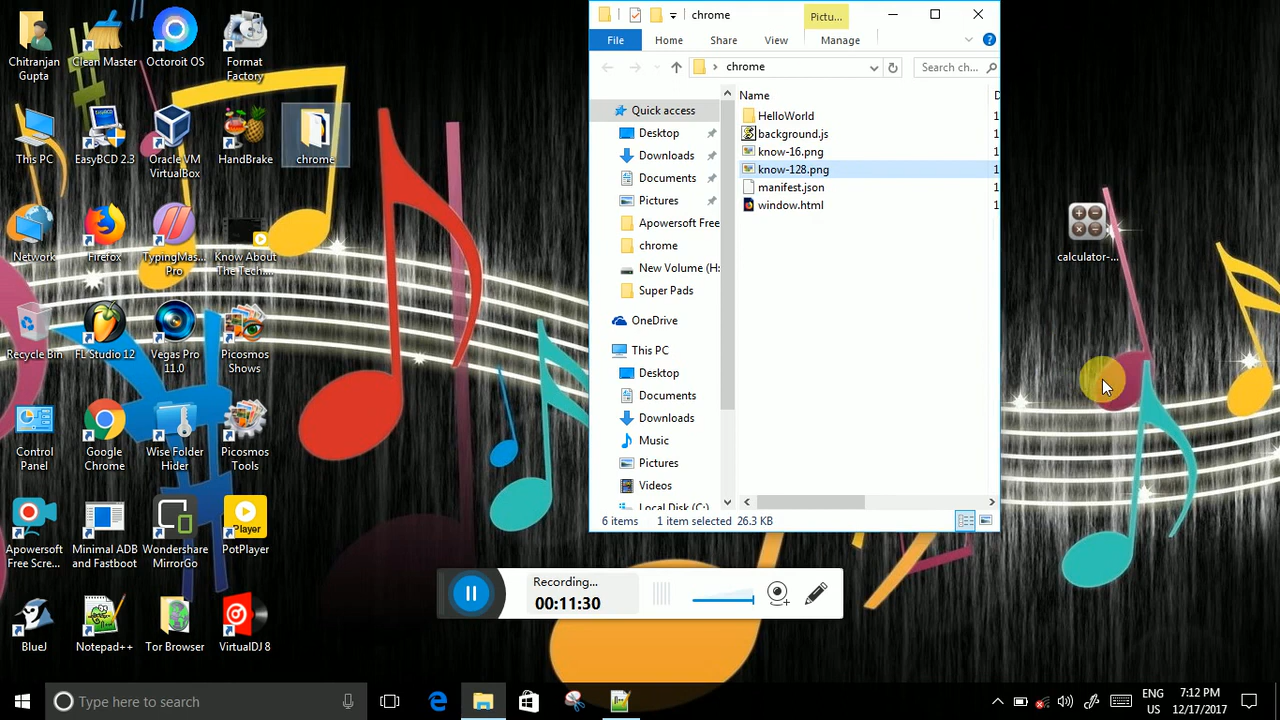 Chitranjan
Gupta
Clean Master
Octoroit OS
Format
Factory
This PC
EasyBCD 2.3
Oracle VM
VirtualBox
HandBrake
chrome
Network
Firefox
TypingMas...
Pro
Know About
The Tech....
Recycle Bin
FL Studio 12
Vegas Pro
11.0
Picosmos
Shows
Control
Panel
Google
Chrome
Wise Folder
Hider
Picosmos
Tools
Apowersoft
Free Scre...
Minimal ADB
and Fastboot
Wondershare
MirrorGo
Player
PotPlayer
BlueJ
Notepad++
Tor Browser
VirtualDJ 8
chrome
Pictu...
File
Home
Share
View
Manage
chrome
Search ch...
Quick access
Desktop
Downloads
Documents
Pictures
Apowersoft Free
chrome
New Volume (H:
Super Pads
OneDrive
This PC
Desktop
Documents
Downloads
Music
Pictures
Videos
Local Disk (C:)
Name
D
HelloWorld
1
background.js
1
know-16.png
1
know-128.png
1
manifest.json
1
window.html
1
6 items
1 item selected 26.3 KB
calculator-...
Recording...
00:11:30
Type here to search
ENG
US
7:12 PM
12/17/2017